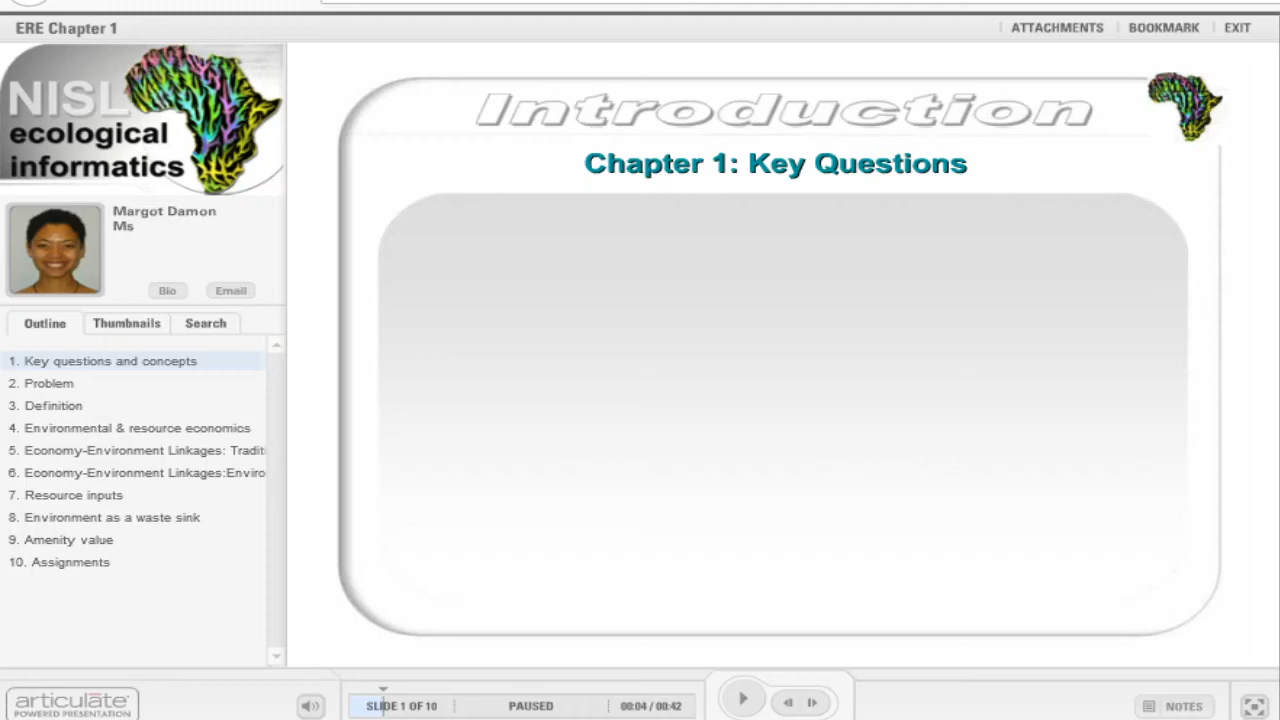 ERE Chapter 1
ATTACHMENTS
BOOKMARK
EXIT
NISL
ecological
informatics
Margot Damon
Ms
Bio
Email
Outline
Thumbnails
Search
1. Key questions and concepts
2. Problem
3. Definition
4. Environmental & resource economics
5. Economy-Environment Linkages: Traditi
6. Economy-Environment Linkages:Enviro
7. Resource inputs
8. Environment as a waste sink
9. Amenity value
10. Assignments
Introduction
Chapter 1: Key Questions
articulate
POWERED PRESENTATION
SLIDE 1 OF 10
PAUSED
00:04 / 00:42
NOTES